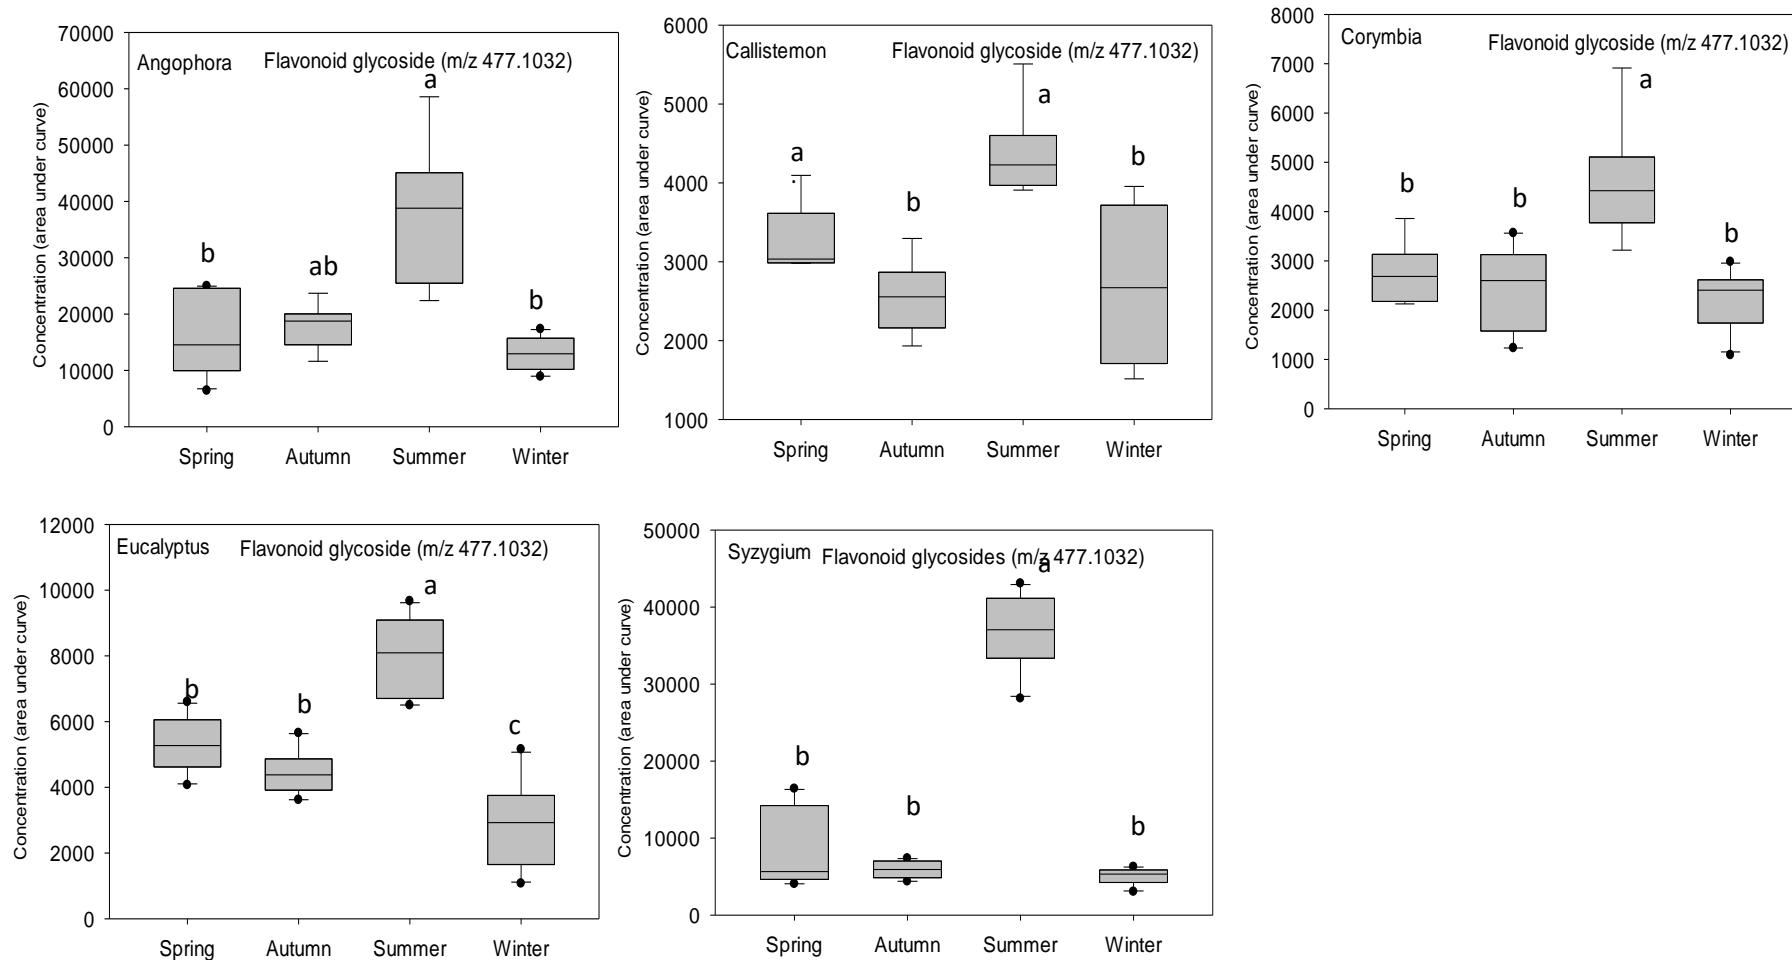 Angophora Flavonoid glycoside (m/z 477.1032)
Concentration (area under curve)
70000
60000
50000
40000
30000
20000
10000
0
b
ab
a
b
Spring Autumn Summer Winter
Callistemon Flavonoid glycoside (m/z 477.1032)
Concentration (area under curve)
6000
5000
4000
3000
2000
1000
a
b
a
b
Spring Autumn Summer Winter
Corymbia Flavonoid glycoside (m/z 477.1032)
Concentration (area under curve)
8000
7000
6000
5000
4000
3000
2000
1000
0
b
b
a
b
Spring Autumn Summer Winter
Eucalyptus Flavonoid glycoside (m/z 477.1032)
Concentration (area under curve)
12000
10000
8000
6000
4000
2000
0
b
b
a
c
Spring Autumn Summer Winter
Syzygium Flavonoid glycosides (m/z 477.1032)
Concentration (area under curve)
50000
40000
30000
20000
10000
0
b
b
a
b
Spring Autumn Summer Winter